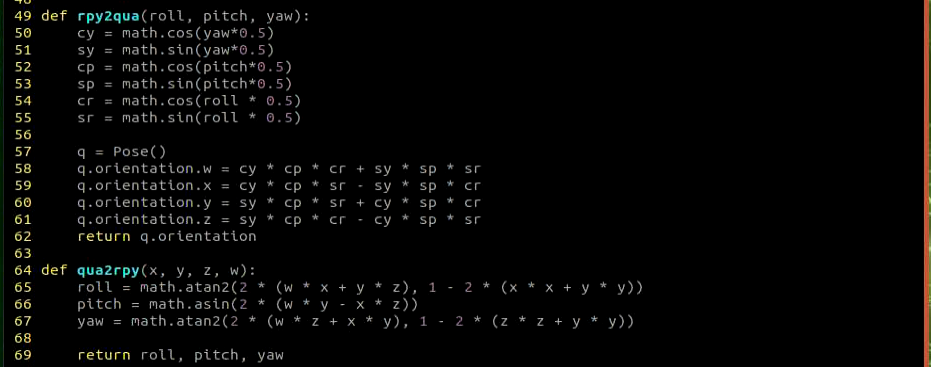 49 def rpy2qua(roll, pitch, yaw):
50     cy = math.cos(yaw*0.5)
51     sy = math.sin(yaw*0.5)
52     cp = math.cos(pitch*0.5)
53     sp = math.sin(pitch*0.5)
54     cr = math.cos(roll * 0.5)
55     sr = math.sin(roll * 0.5)
56
57     q = Pose()
58     q.orientation.w = cy * cp * cr + sy * sp * sr
59     q.orientation.x = cy * cp * sr - sy * sp * cr
60     q.orientation.y = sy * cp * sr + cy * sp * cr
61     q.orientation.z = sy * cp * cr - cy * sp * sr
62     return q.orientation
63
64 def qua2rpy(x, y, z, w):
65     roll = math.atan2(2 * (w * x + y * z), 1 - 2 * (x * x + y * y))
66     pitch = math.asin(2 * (w * y - x * z))
67     yaw = math.atan2(2 * (w * z + x * y), 1 - 2 * (z * z + y * y))
68
69     return roll, pitch, yaw